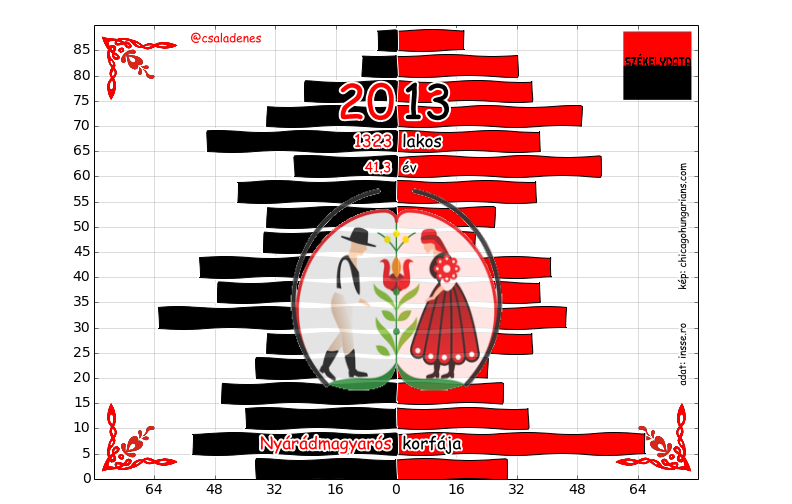 @csaladenes
SZÉKELYDATA
2013
1323 lakos
41,3 év
Nyárádmagyarós korfája
kép: chicagohungarians.com
adat: insse.ro
85
80
75
70
65
60
55
50
45
40
35
30
25
20
15
10
5
0
64 48 32 16 0 16 32 48 64